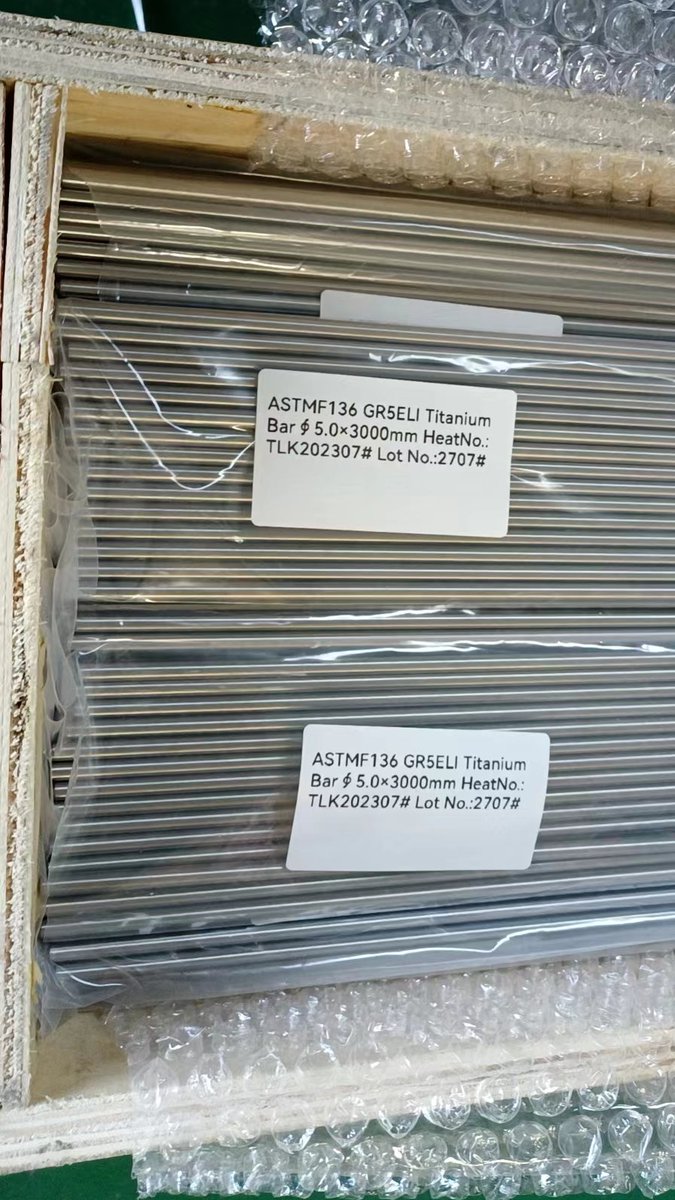 ASTMF136 GR5ELI Titanium
Bar ϕ 5.0×3000mm HeatNo.:
TLK202307# Lot No.:2707#
ASTMF136 GR5ELI Titanium
Bar ϕ 5.0×3000mm HeatNo.:
TLK202307# Lot No.:2707#